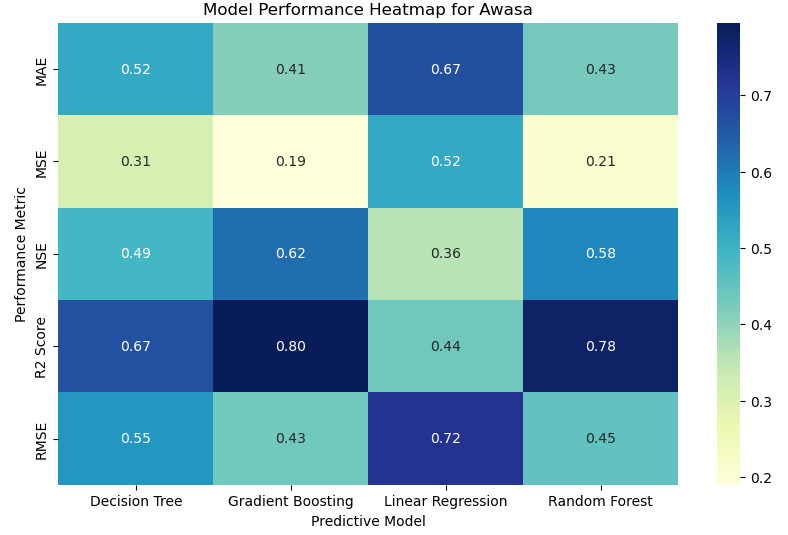 Model Performance Heatmap for Awasa
Performance Metric
MAE 0.52 0.41 0.67 0.43
MSE 0.31 0.19 0.52 0.21
NSE 0.49 0.62 0.36 0.58
R2 Score 0.67 0.80 0.44 0.78
RMSE 0.55 0.43 0.72 0.45
Decision Tree Gradient Boosting Linear Regression Random Forest
Predictive Model
0.7
0.6
0.5
0.4
0.3
0.2